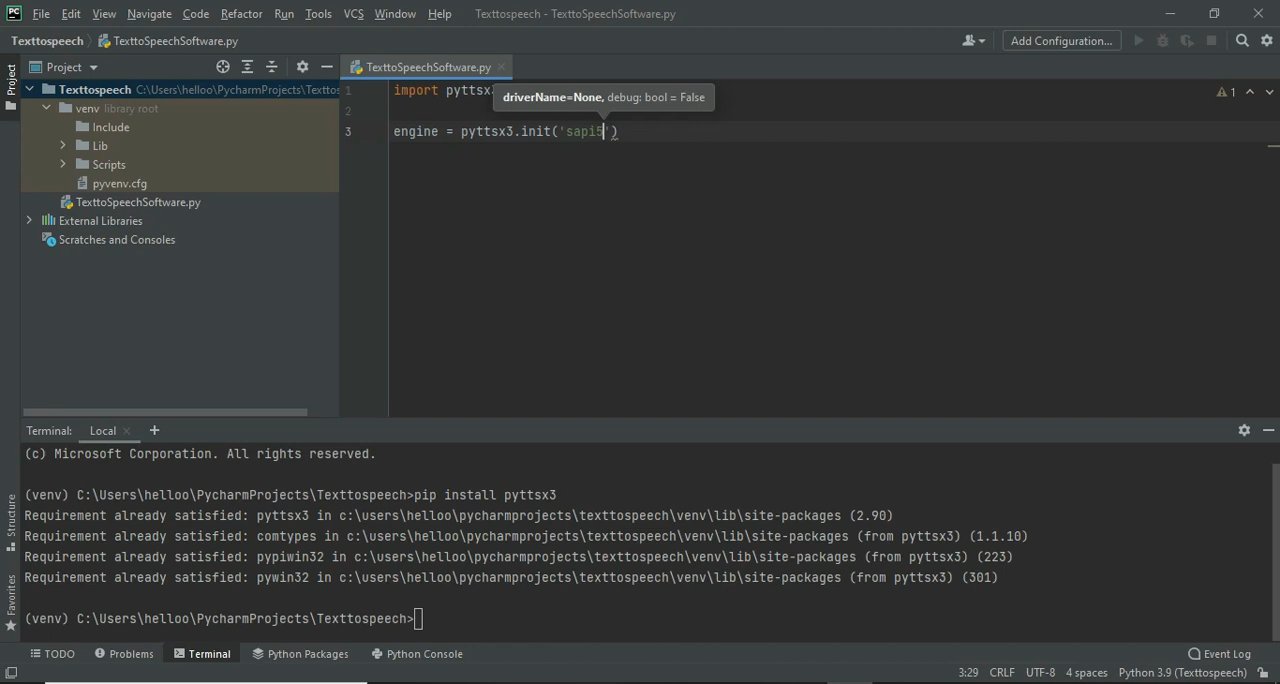 PC File Edit View Navigate Code Refactor Run Tools VCS Window Help Texttospeech - TexttoSpeechSoftware.py
Texttospeech TexttoSpeechSoftware.py Add Configuration...
Project
Project TexttoSpeechSoftware.py
Texttospeech C:\Users\helloo\PycharmProjects\Texttos
venv library root
Include
Lib
Scripts
pyvenv.cfg
TexttoSpeechSoftware.py
External Libraries
Scratches and Consoles
1 import pyttsx3
driverName=None, debug: bool = False
1
2
3 engine = pyttsx3.init('sapi5')
Terminal: Local
(c) Microsoft Corporation. All rights reserved.
(venv) C:\Users\helloo\PycharmProjects\Texttospeech>pip install pyttsx3
Requirement already satisfied: pyttsx3 in c:\users\helloo\pycharmprojects\texttospeech\venv\lib\site-packages (2.90)
Requirement already satisfied: comtypes in c:\users\helloo\pycharmprojects\texttospeech\venv\lib\site-packages (from pyttsx3) (1.1.10)
Requirement already satisfied: pypiwin32 in c:\users\helloo\pycharmprojects\texttospeech\venv\lib\site-packages (from pyttsx3) (223)
Requirement already satisfied: pywin32 in c:\users\helloo\pycharmprojects\texttospeech\venv\lib\site-packages (from pyttsx3) (301)
(venv) C:\Users\helloo\PycharmProjects\Texttospeech>
Structure
Favorites
TODO Problems Terminal Python Packages Python Console Event Log
3:29 CRLF UTF-8 4 spaces Python 3.9 (Texttospeech)